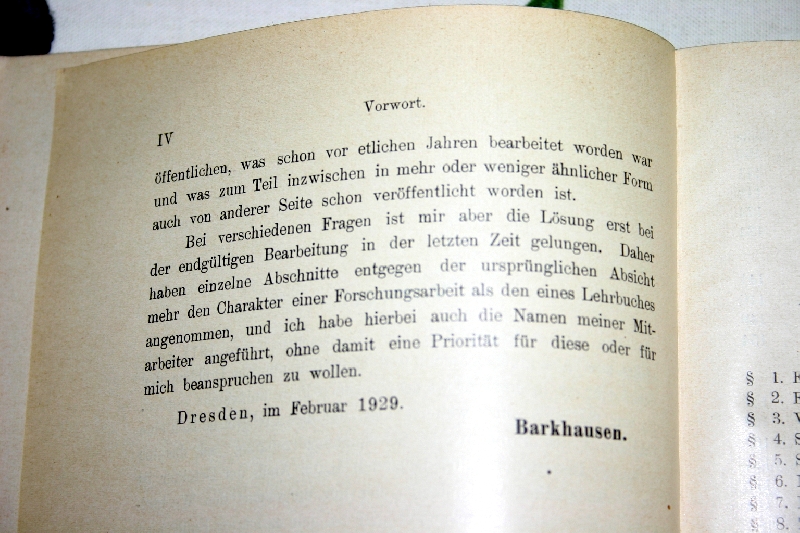 Vorwort.
IV
öffentlichen, was schon vor etlichen Jahren bearbeitet worden war
und was zum Teil inzwischen in mehr oder weniger ähnlicher Form
auch von anderer Seite schon veröffentlicht worden ist.
Bei verschiedenen Fragen ist mir aber die Lösung erst bei
der endgültigen Bearbeitung in der letzten Zeit gelungen. Daher
haben einzelne Abschnitte entgegen der ursprünglichen Absicht
mehr den Charakter einer Forschungsarbeit als den eines Lehrbuches
angenommen, und ich habe hierbei auch die Namen meiner Mit-
arbeiter angeführt, ohne damit eine Priorität für diese oder für
mich beanspruchen zu wollen.
Dresden, im Februar 1929.
Barkhausen.
§ 1.
§ 2.
§ 3.
§ 4.
§ 5.
§ 6.
§ 7.
§ 8.